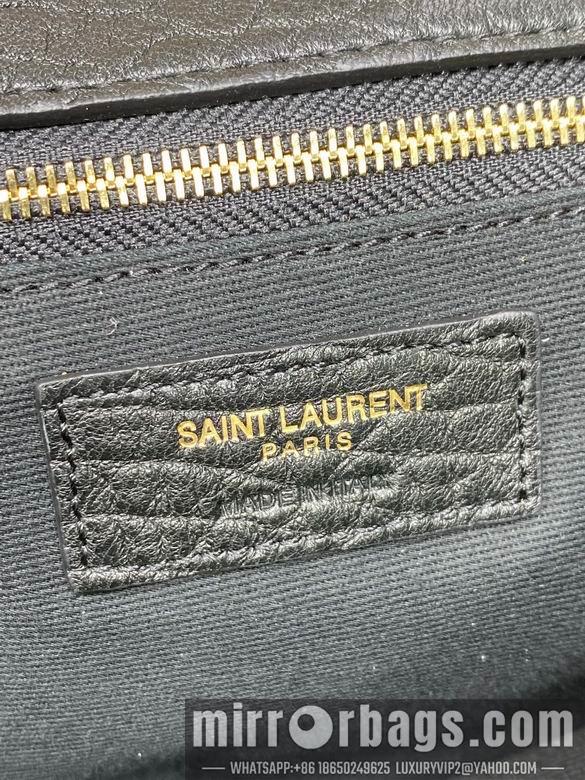 SAINT LAURENT
PARIS
MADE IN ITALY
mirrorbags.com
WHATSAPP:+86 18650249625 LUXURYVIP2@YAHOO.COM